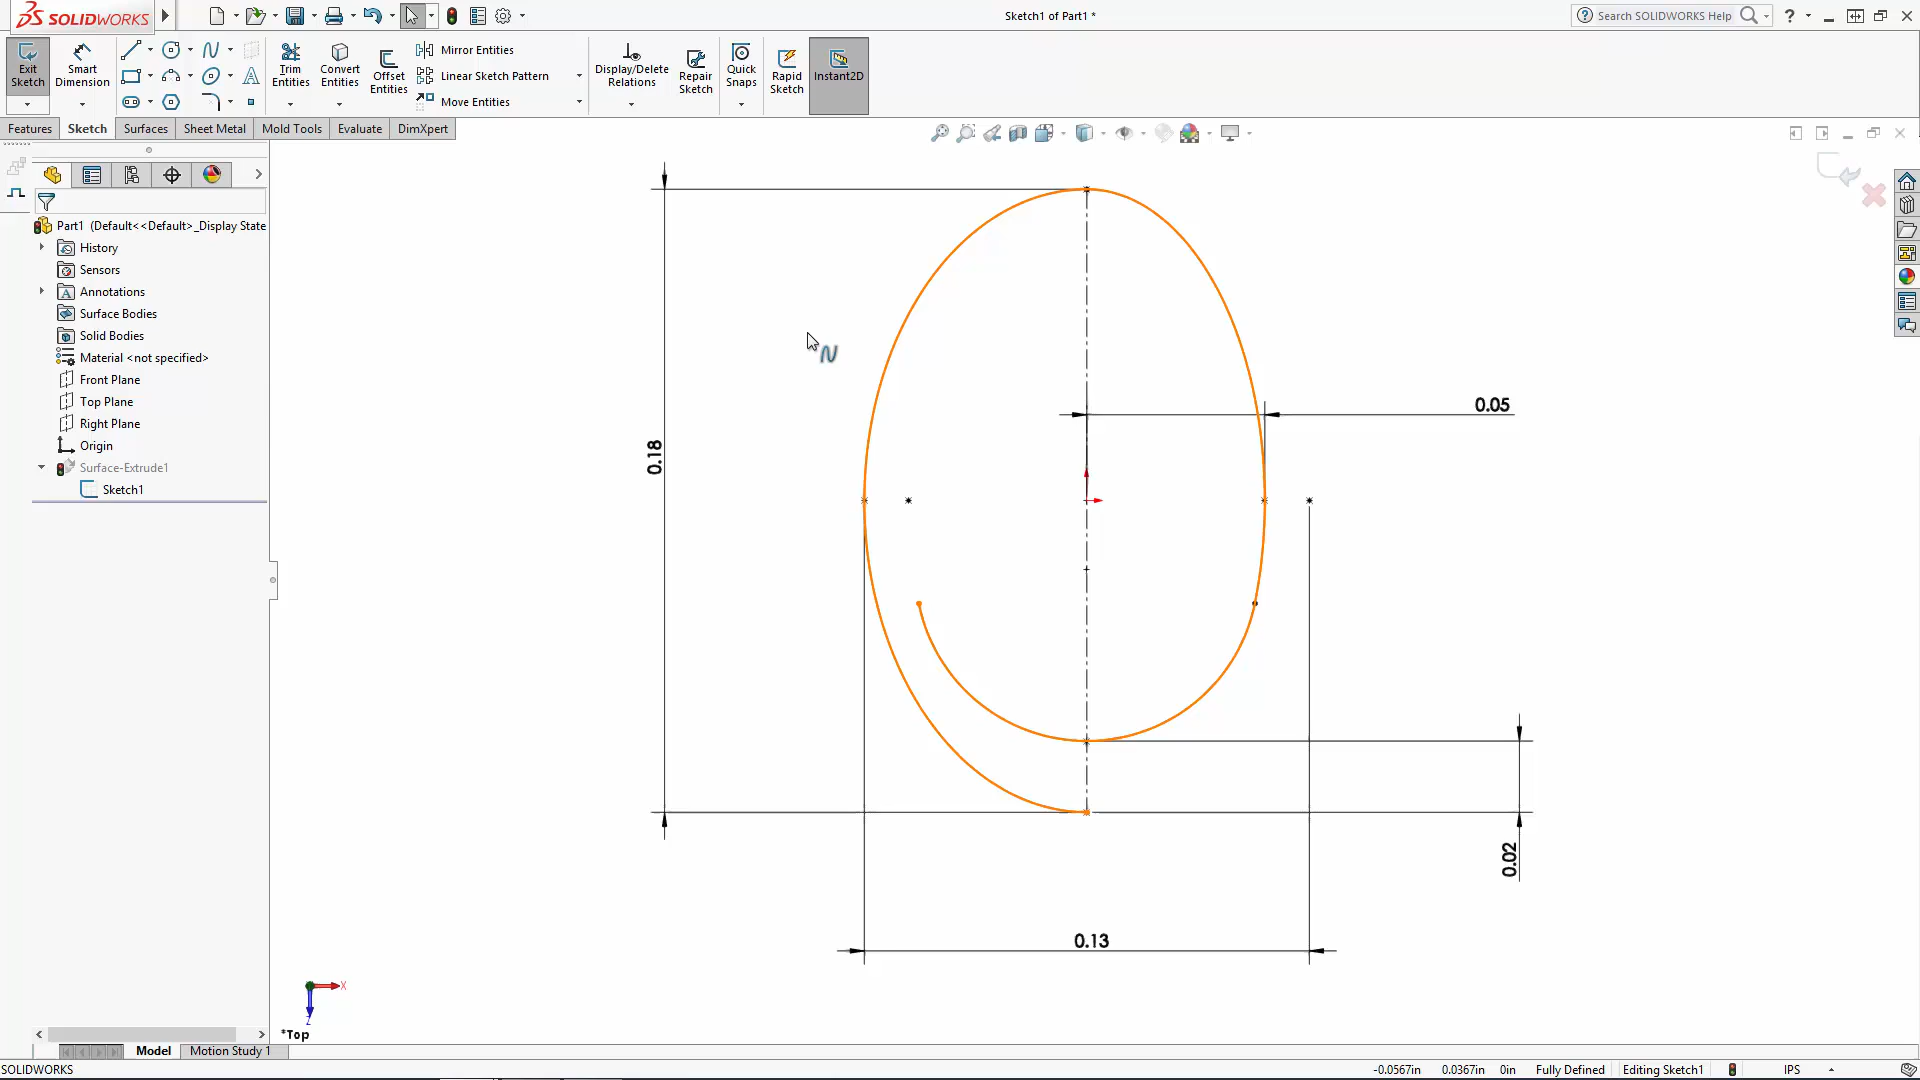 SOLIDWORKS
Sketch1 of Part1 *
Search SOLIDWORKS Help
Exit Sketch
Smart Dimension
Trim Entities
Convert Entities
Offset Entities
Mirror Entities
Linear Sketch Pattern
Move Entities
Display/Delete Relations
Repair Sketch
Quick Snaps
Rapid Sketch
Instant2D
Features
Sketch
Surfaces
Sheet Metal
Mold Tools
Evaluate
DimXpert
Part1 (Default<<Default>_Display State
History
Sensors
Annotations
Surface Bodies
Solid Bodies
Material <not specified>
Front Plane
Top Plane
Right Plane
Origin
Surface-Extrude1
Sketch1
0.05
0.18
0.02
0.13
X
Z
*Top
Model
Motion Study 1
SOLIDWORKS
-0.0567in 0.0367in 0in Fully Defined Editing Sketch1 IPS